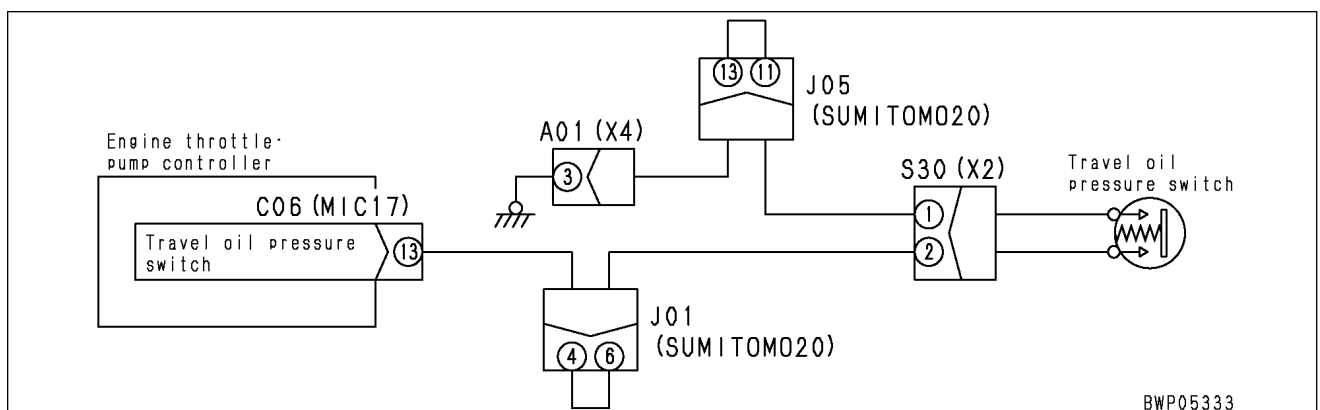 Engine throttle-
pump controller
C06 (MIC17)
Travel oil pressure
switch
13
A01 (X4)
3
13 11
J05
(SUMITOMO20)
J01
(SUMITOMO20)
4 6
S30 (X2)
1
2
Travel oil
pressure switch
BWP05333